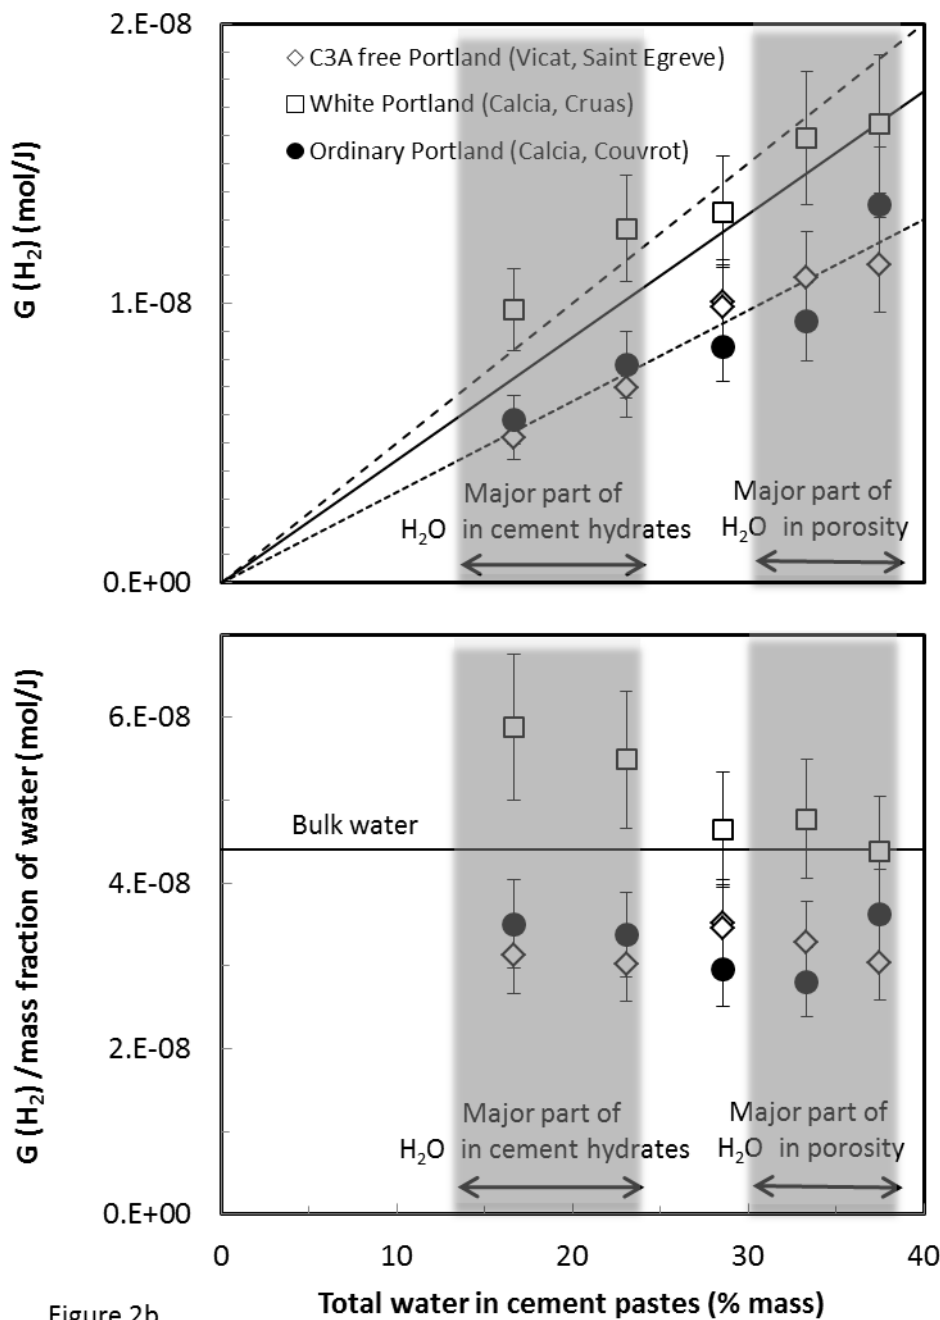 2.E-08
◇ C3A free Portland (Vicat, Saint Egreve)
□ White Portland (Calcia, Cruas)
● Ordinary Portland (Calcia, Couvrot)
G (H₂) (mol/J)
1.E-08
Major part of
H₂O in cement hydrates
Major part of
H₂O in porosity
0.E+00
G (H₂) /mass fraction of water (mol/J)
6.E-08
Bulk water
4.E-08
2.E-08
Major part of
H₂O in cement hydrates
Major part of
H₂O in porosity
0.E+00
0 10 20 30 40
Total water in cement pastes (% mass)
Figure 2b